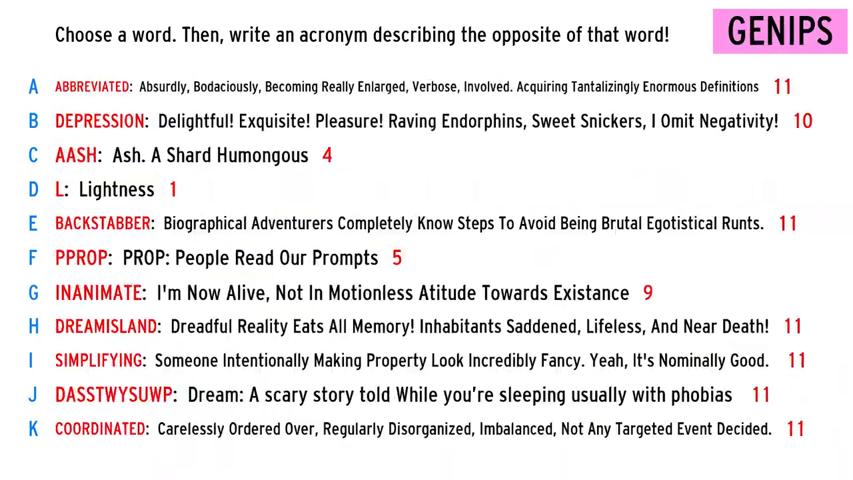 Choose a word. Then, write an acronym describing the opposite of that word!
GENIPS
A ABBREVIATED: Absurdly, Bodaciously, Becoming Really Enlarged, Verbose, Involved. Acquiring Tantalizingly Enormous Definitions 11
B DEPRESSION: Delightful! Exquisite! Pleasure! Raving Endorphins, Sweet Snickers, I Omit Negativity! 10
C AASH: Ash. A Shard Humongous 4
D L: Lightness 1
E BACKSTABBER: Biographical Adventurers Completely Know Steps To Avoid Being Brutal Egotistical Runts. 11
F PPROP: PROP: People Read Our Prompts 5
G INANIMATE: I'm Now Alive, Not In Motionless Atitude Towards Existance 9
H DREAMISLAND: Dreadful Reality Eats All Memory! Inhabitants Saddened, Lifeless, And Near Death! 11
I SIMPLIFYING: Someone Intentionally Making Property Look Incredibly Fancy. Yeah, It's Nominally Good. 11
J DASSTWYSUWP: Dream: A scary story told While you're sleeping usually with phobias 11
K COORDINATED: Carelessly Ordered Over, Regularly Disorganized, Imbalanced, Not Any Targeted Event Decided. 11